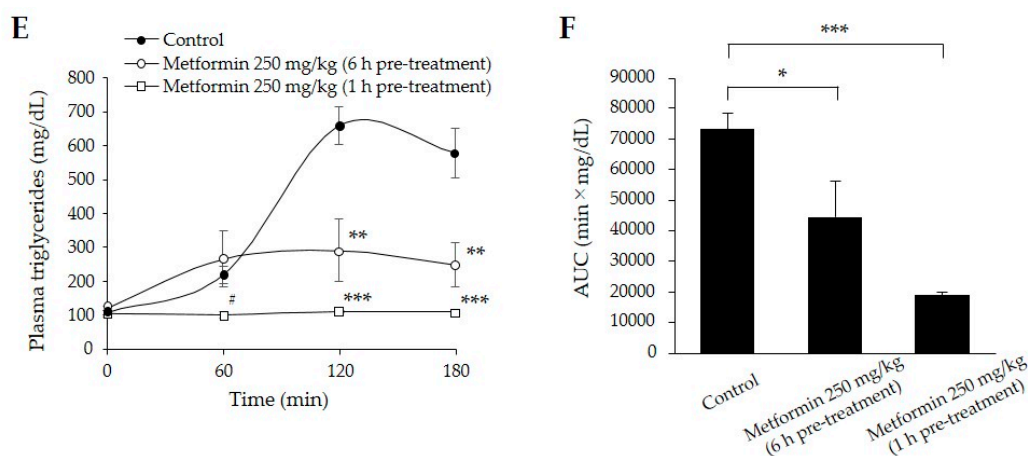 E
Control
Metformin 250 mg/kg (6 h pre-treatment)
Metformin 250 mg/kg (1 h pre-treatment)
Plasma triglycerides (mg/dL)
800
700
600
500
400
300
200
100
0
**
**
#
***
***
0 60 120 180
Time (min)
F
***
*
AUC (min × mg/dL)
90000
80000
70000
60000
50000
40000
30000
20000
10000
0
Control
Metformin 250 mg/kg
(6 h pre-treatment)
Metformin 250 mg/kg
(1 h pre-treatment)